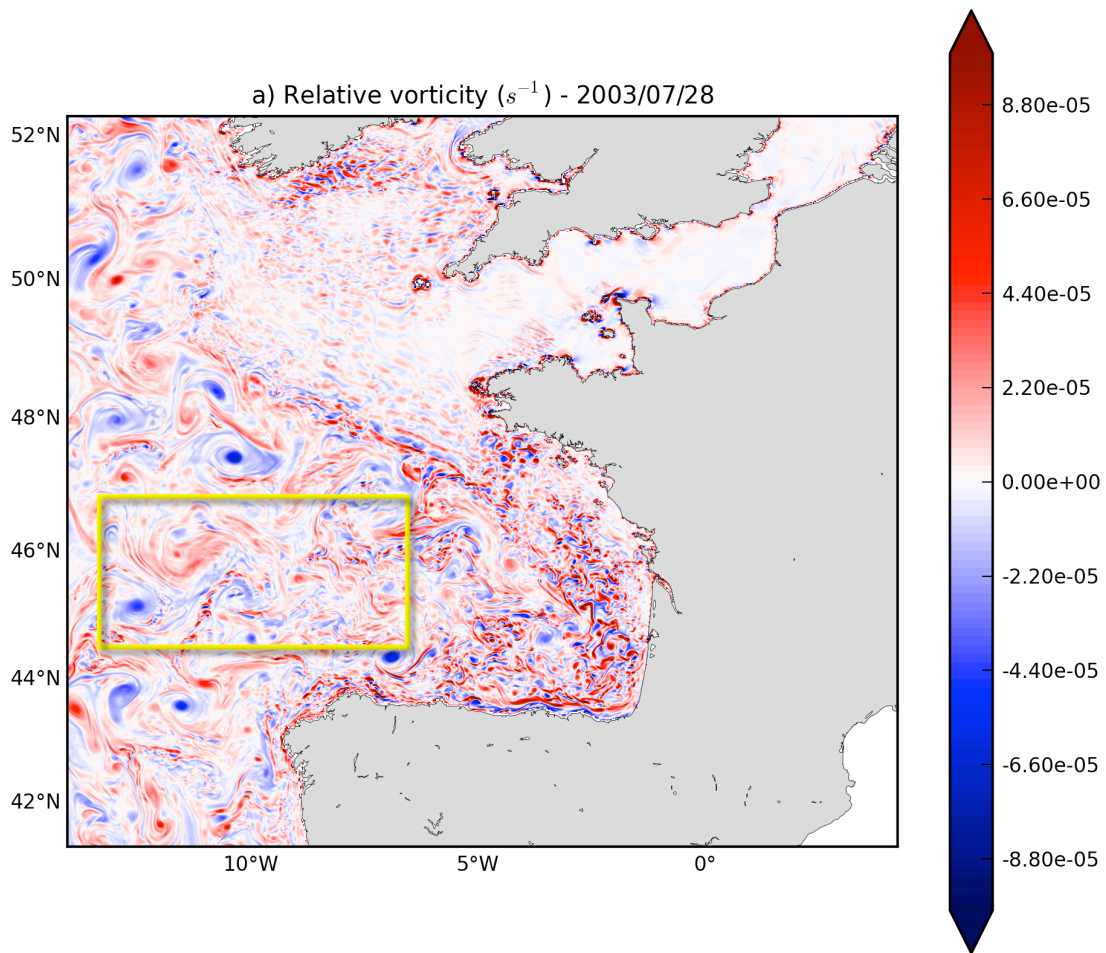 a) Relative vorticity (s⁻¹) - 2003/07/28
52°N
50°N
48°N
46°N
44°N
42°N
10°W 5°W 0°
8.80e-05
6.60e-05
4.40e-05
2.20e-05
0.00e+00
-2.20e-05
-4.40e-05
-6.60e-05
-8.80e-05